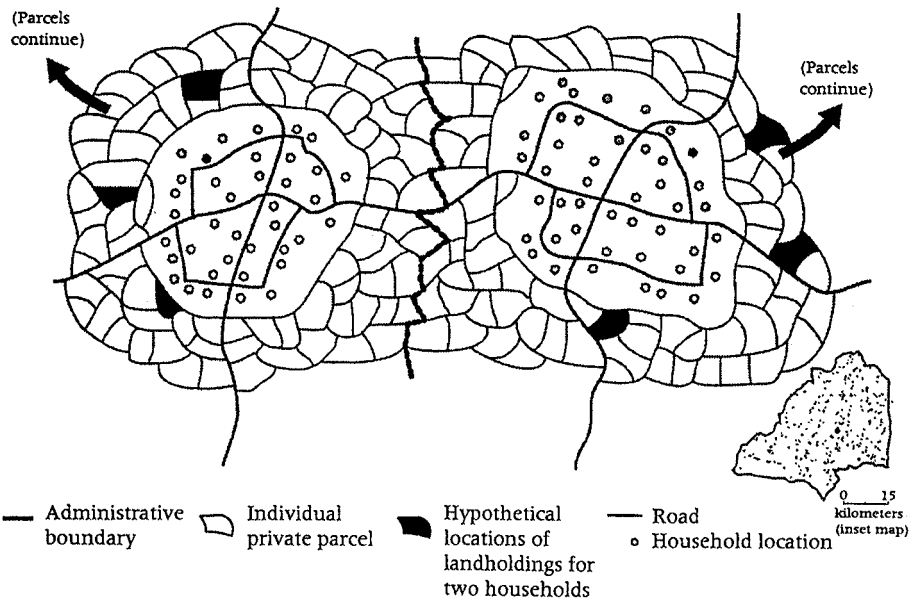 (Parcels
continue)
(Parcels
continue)
Administrative
boundary
Individual
private parcel
Hypothetical
locations of
landholdings for
two households
Road
Household location
0 15
kilometers
(inset map)